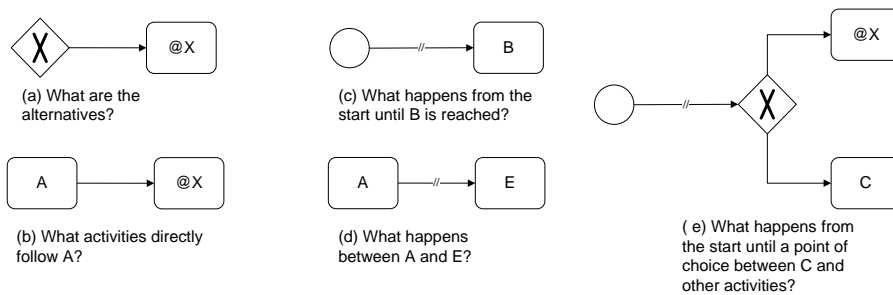 X
@X
(a) What are the
alternatives?
A
@X
(b) What activities directly
follow A?
//
B
(c) What happens from the
start until B is reached?
A
//
E
(d) What happens
between A and E?
@X
//
X
C
( e) What happens from
the start until a point of
choice between C and
other activities?